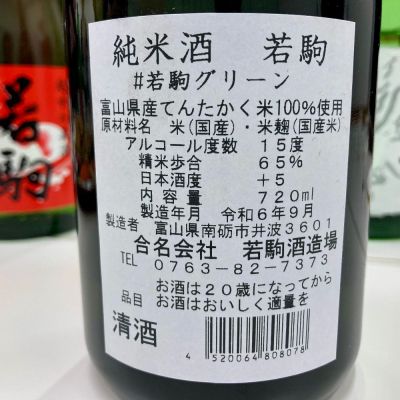 純米酒 若駒
#若駒グリーン
富山県産てんたかく米100%使用
原材料名 米(国産)・米麹(国産米)
アルコール度数 15度
精米歩合 65%
日本酒度 +5
内容量 720ml
製造年月 令和6年9月
製造者 富山県南砺市井波3601
合名会社 若駒酒造場
TEL 0763-82-7373
お酒は20歳になってから
品目 お酒はおいしく適量を
清酒
4 520064 808078
若駒